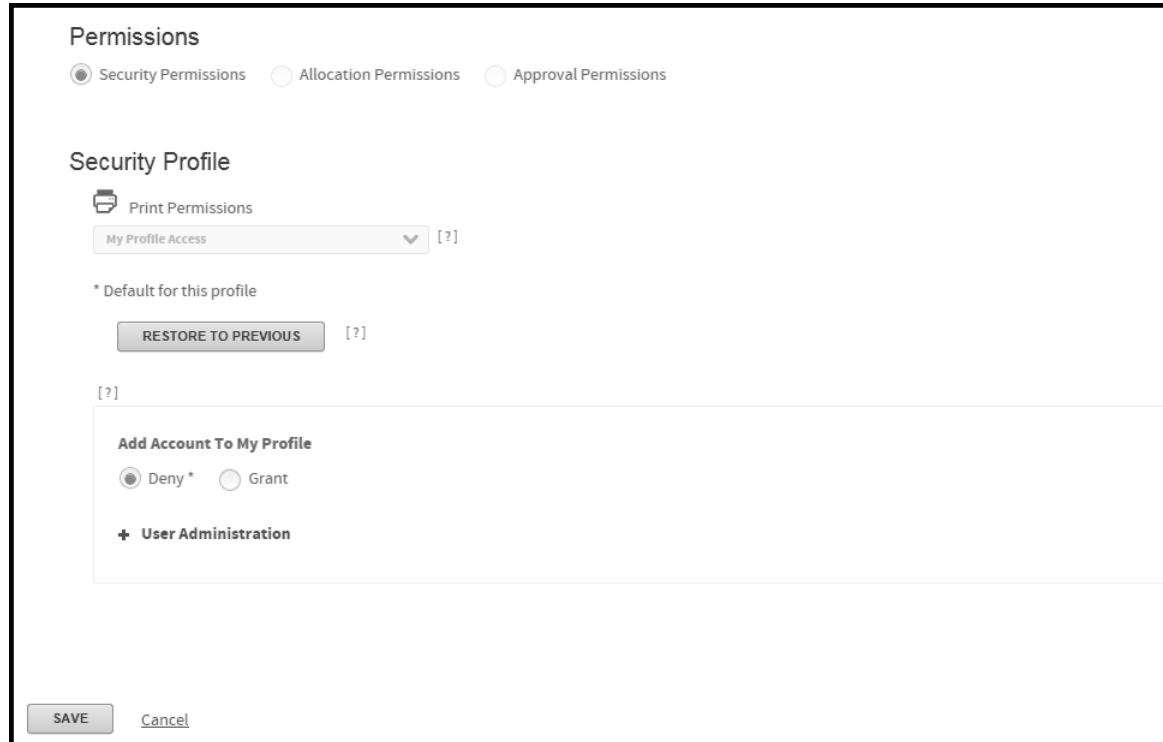 Permissions
Security Permissions Allocation Permissions Approval Permissions
Security Profile
Print Permissions
My Profile Access [?]
* Default for this profile
RESTORE TO PREVIOUS [?]
[?]
Add Account To My Profile
Deny * Grant
+ User Administration
SAVE Cancel